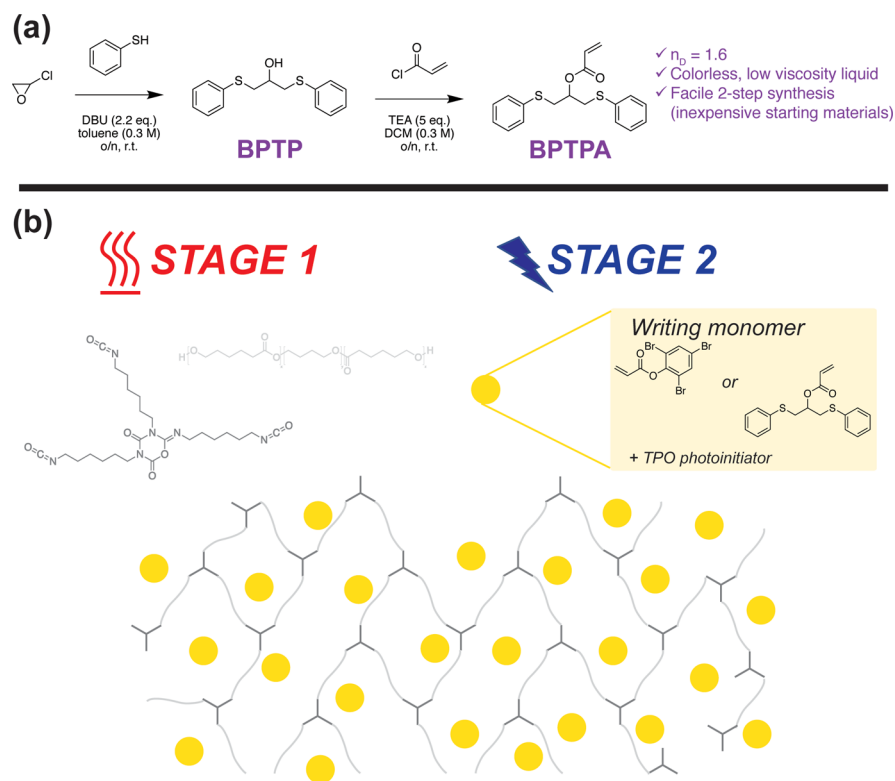 (a)
SH
Cl
O
DBU (2.2 eq.)
toluene (0.3 M)
o/n, r.t.
OH
S
S
BPTP
O
Cl
TEA (5 eq.)
DCM (0.3 M)
o/n, r.t.
O
O
S
S
BPTPA
✓ n_D = 1.6
✓ Colorless, low viscosity liquid
✓ Facile 2-step synthesis
(inexpensive starting materials)
(b)
STAGE 1
STAGE 2
O=C=N
H
O
O
O
O
O
O
H
N
N
O
N
O
O
N=C=O
O=C=N
Writing monomer
Br
Br
O
O
Br
or
O
O
S
S
+ TPO photoinitiator